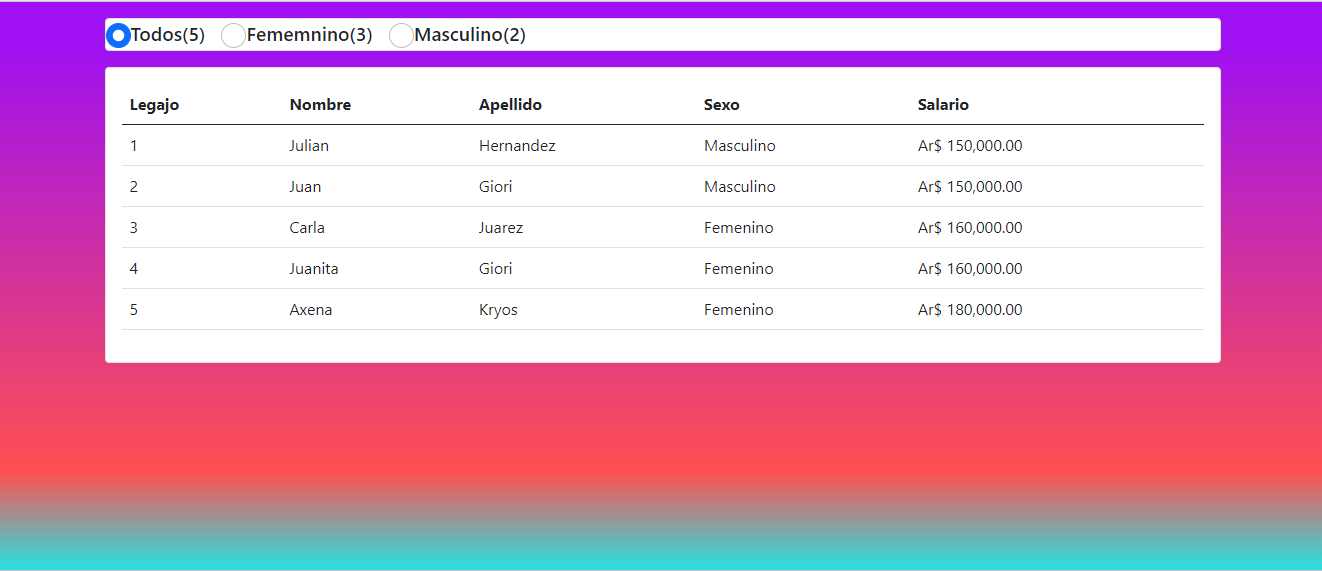 Todos(5) Fememnino(3) Masculino(2)
Legajo Nombre Apellido Sexo Salario
1 Julian Hernandez Masculino Ar$ 150,000.00
2 Juan Giori Masculino Ar$ 150,000.00
3 Carla Juarez Femenino Ar$ 160,000.00
4 Juanita Giori Femenino Ar$ 160,000.00
5 Axena Kryos Femenino Ar$ 180,000.00